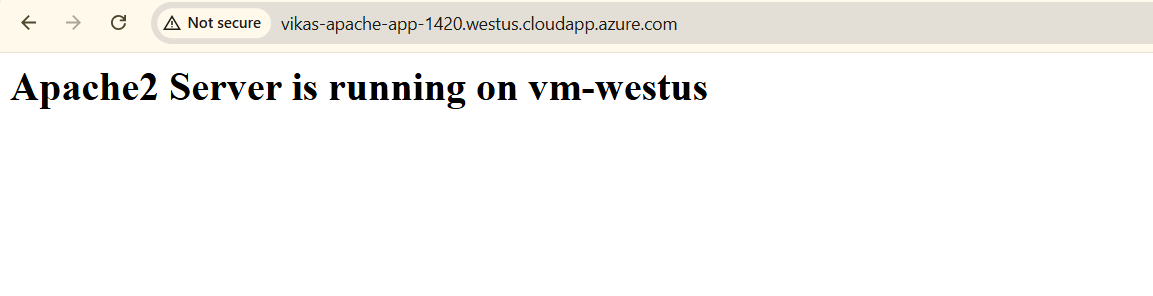 Not secure vikas-apache-app-1420.westus.cloudapp.azure.com
Apache2 Server is running on vm-westus